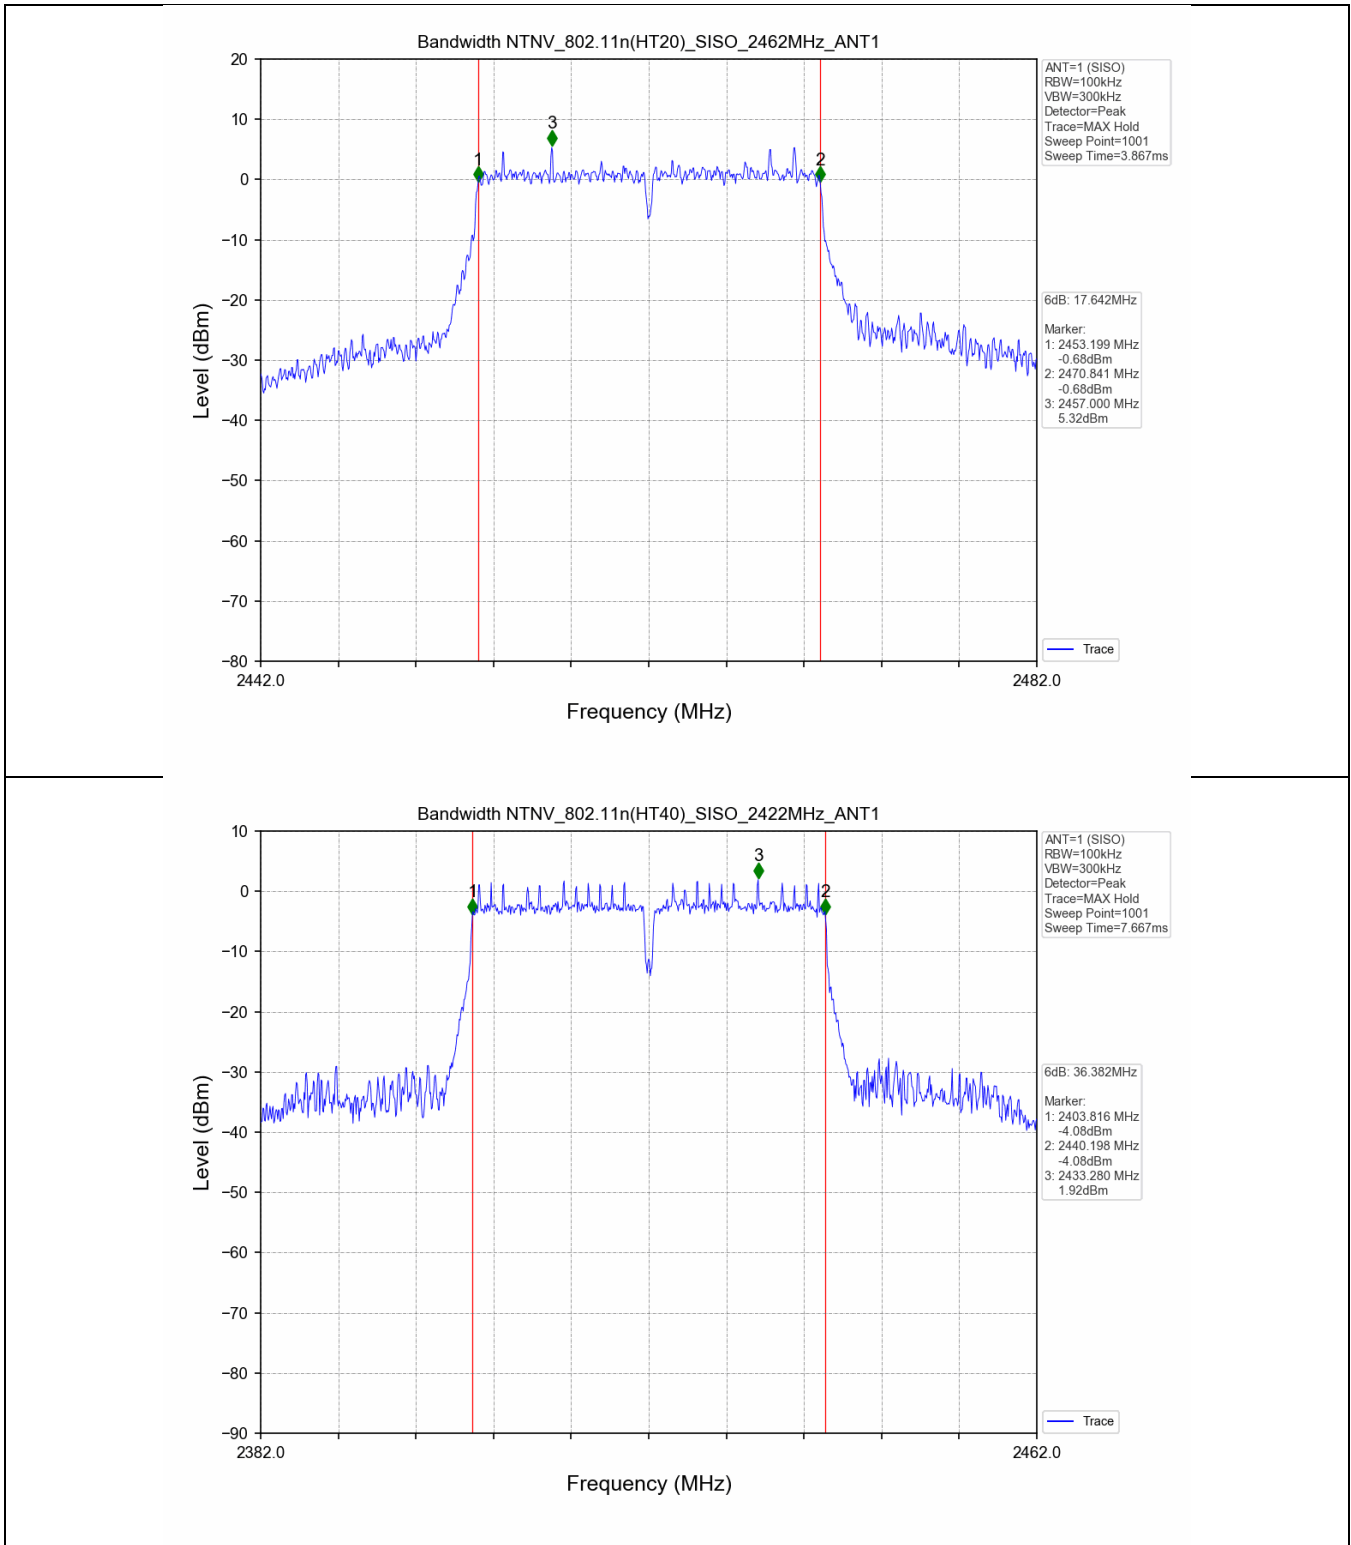 Bandwidth NTNV_802.11n(HT20)_SISO_2462MHz_ANT1
20
10
0
−10
−20
−30
−40
−50
−60
−70
−80
Level (dBm)
1
3
2
2442.0
2482.0
Frequency (MHz)
ANT=1 (SISO)
RBW=100kHz
VBW=300kHz
Detector=Peak
Trace=MAX Hold
Sweep Point=1001
Sweep Time=3.867ms
6dB: 17.642MHz
Marker:
1: 2453.199 MHz
-0.68dBm
2: 2470.841 MHz
-0.68dBm
3: 2457.000 MHz
5.32dBm
Trace
Bandwidth NTNV_802.11n(HT40)_SISO_2422MHz_ANT1
10
0
−10
−20
−30
−40
−50
−60
−70
−80
−90
Level (dBm)
1
3
2
2382.0
2462.0
Frequency (MHz)
ANT=1 (SISO)
RBW=100kHz
VBW=300kHz
Detector=Peak
Trace=MAX Hold
Sweep Point=1001
Sweep Time=7.667ms
6dB: 36.382MHz
Marker:
1: 2403.816 MHz
-4.08dBm
2: 2440.198 MHz
-4.08dBm
3: 2433.280 MHz
1.92dBm
Trace